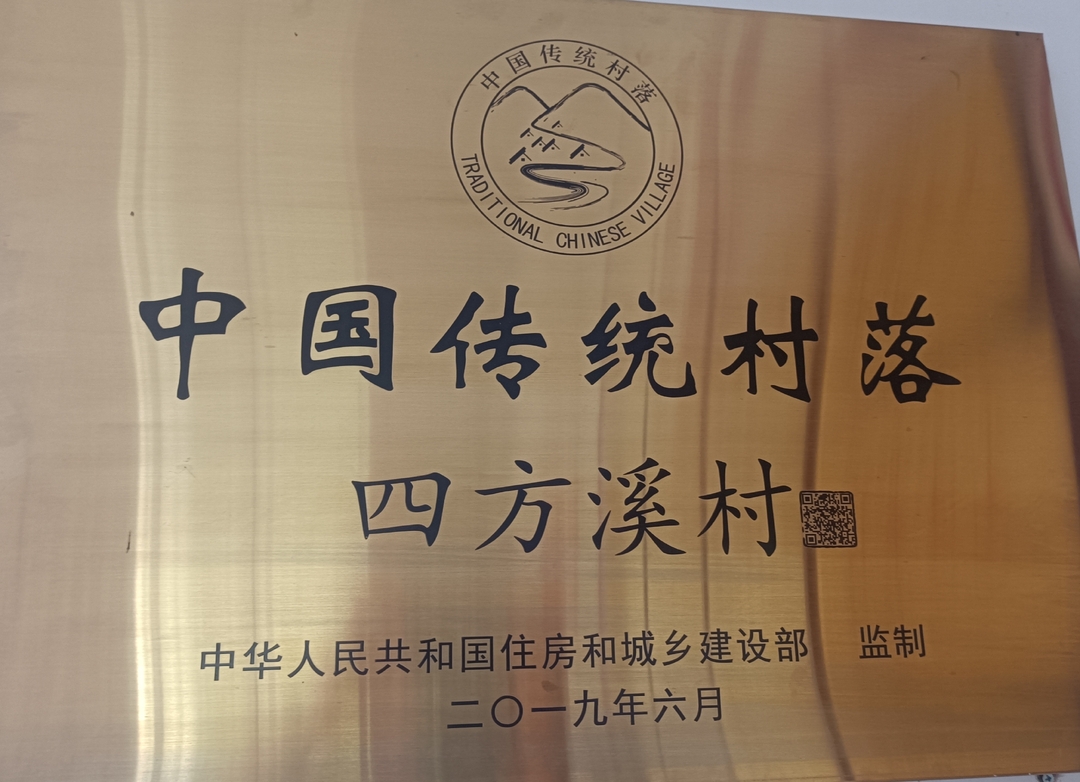 中国传统村落
TRADITIONAL CHINESE VILLAGE
中国传统村落
四方溪村
中华人民共和国住房和城乡建设部 监制
二〇一九年六月